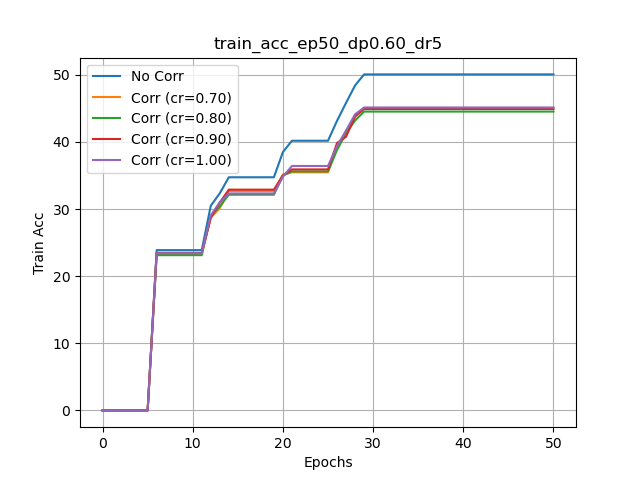 train_acc_ep50_dp0.60_dr5
No Corr
Corr (cr=0.70)
Corr (cr=0.80)
Corr (cr=0.90)
Corr (cr=1.00)
50
40
30
20
10
0
Train Acc
0 10 20 30 40 50
Epochs